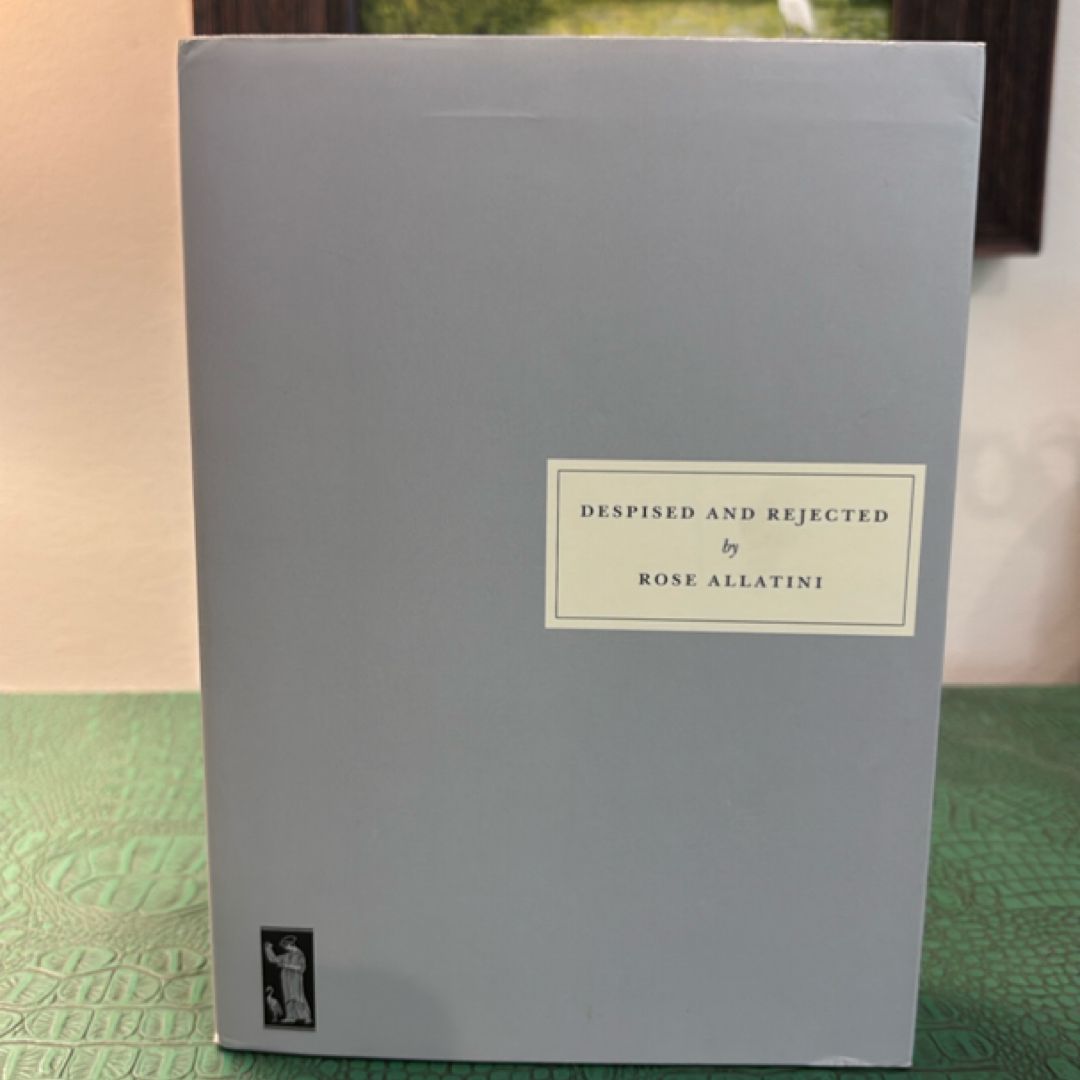 DESPISED AND REJECTED
by
ROSE ALLATINI